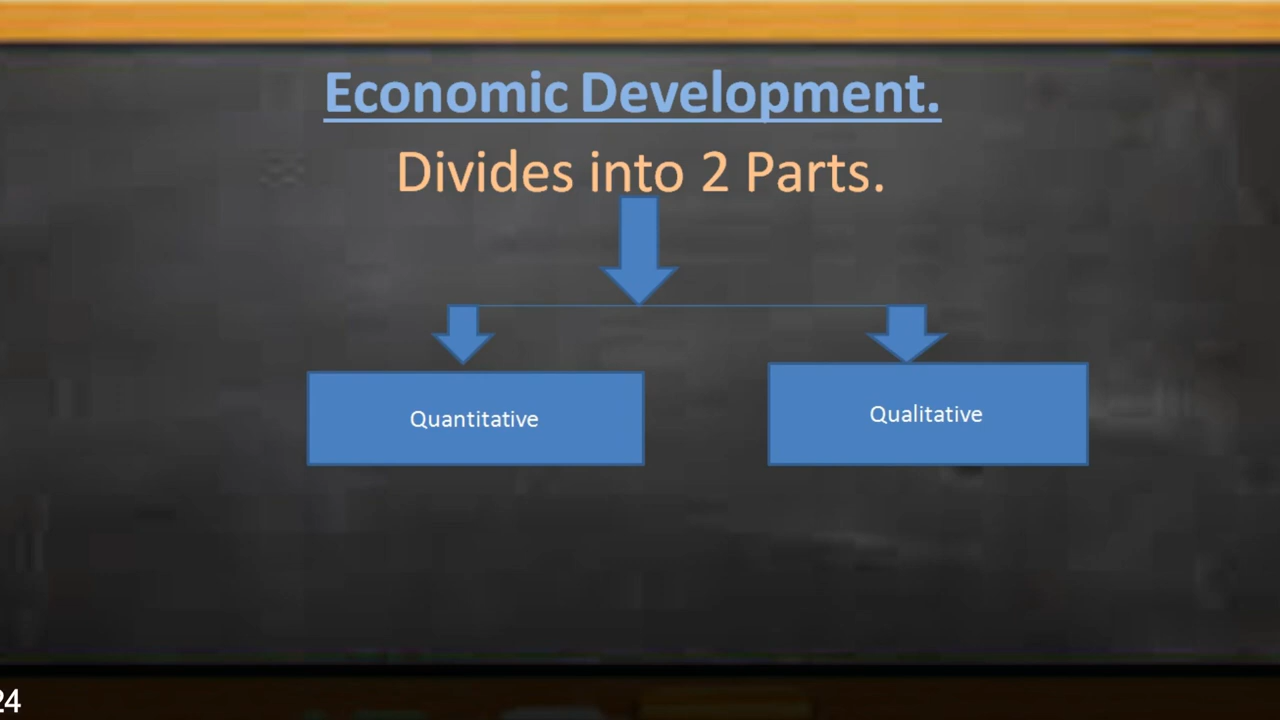 Economic Development.
Divides into 2 Parts.
Quantitative
Qualitative
24